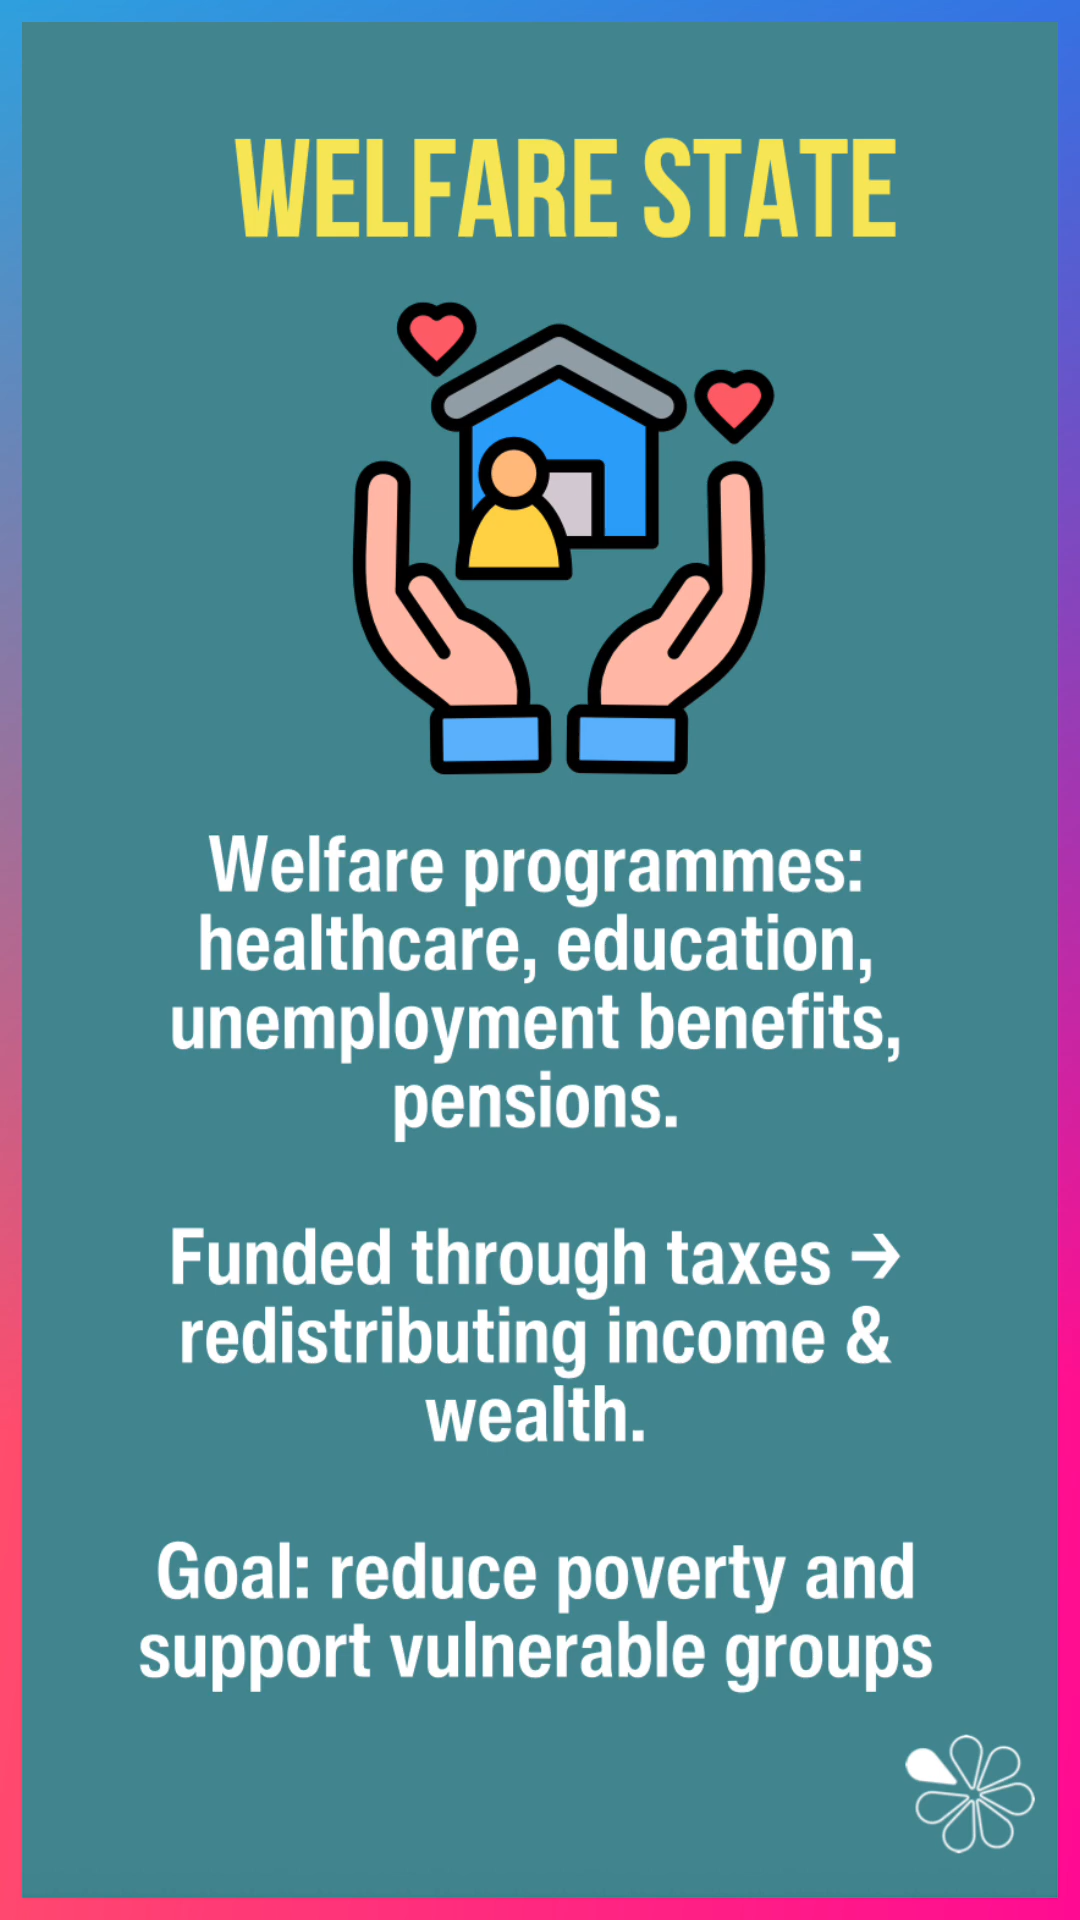 WELFARE STATE
Welfare programmes:
healthcare, education,
unemployment benefits,
pensions.
Funded through taxes →
redistributing income &
wealth.
Goal: reduce poverty and
support vulnerable groups